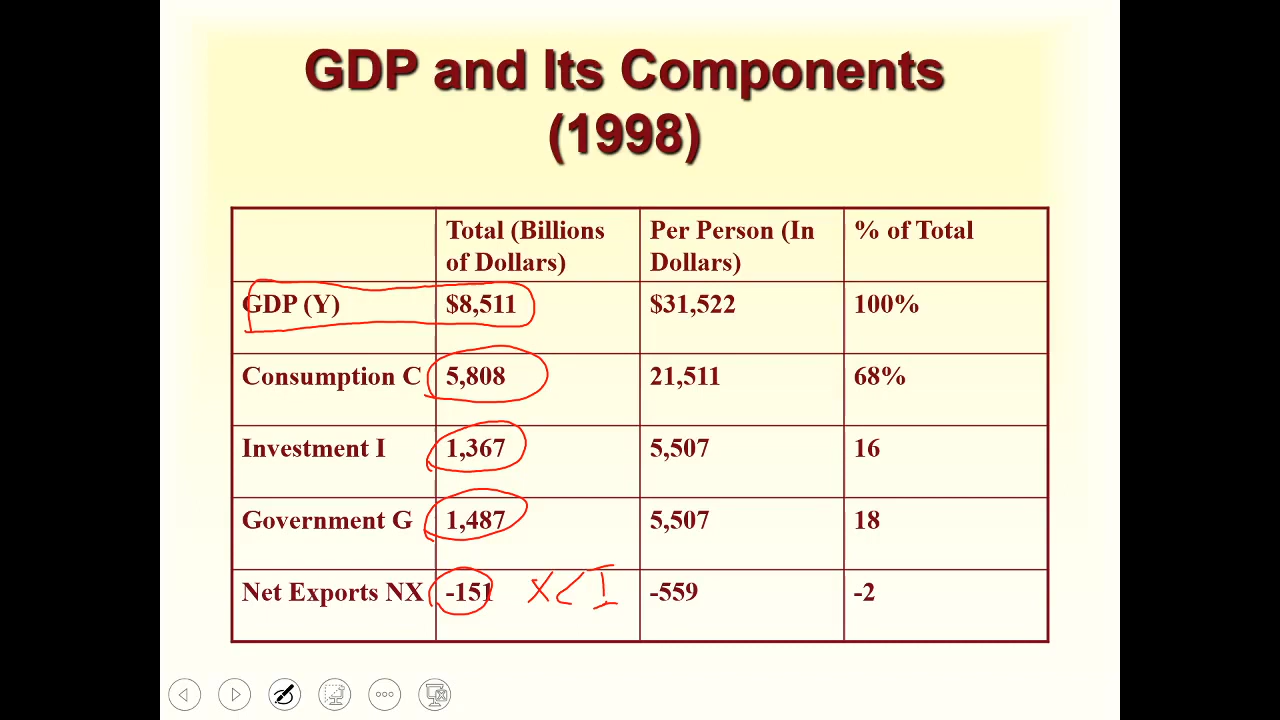 GDP and Its Components
(1998)
Total (Billions of Dollars) Per Person (In Dollars) % of Total
GDP (Y) $8,511 $31,522 100%
Consumption C 5,808 21,511 68%
Investment I 1,367 5,507 16
Government G 1,487 5,507 18
Net Exports NX -151 X<I -559 -2